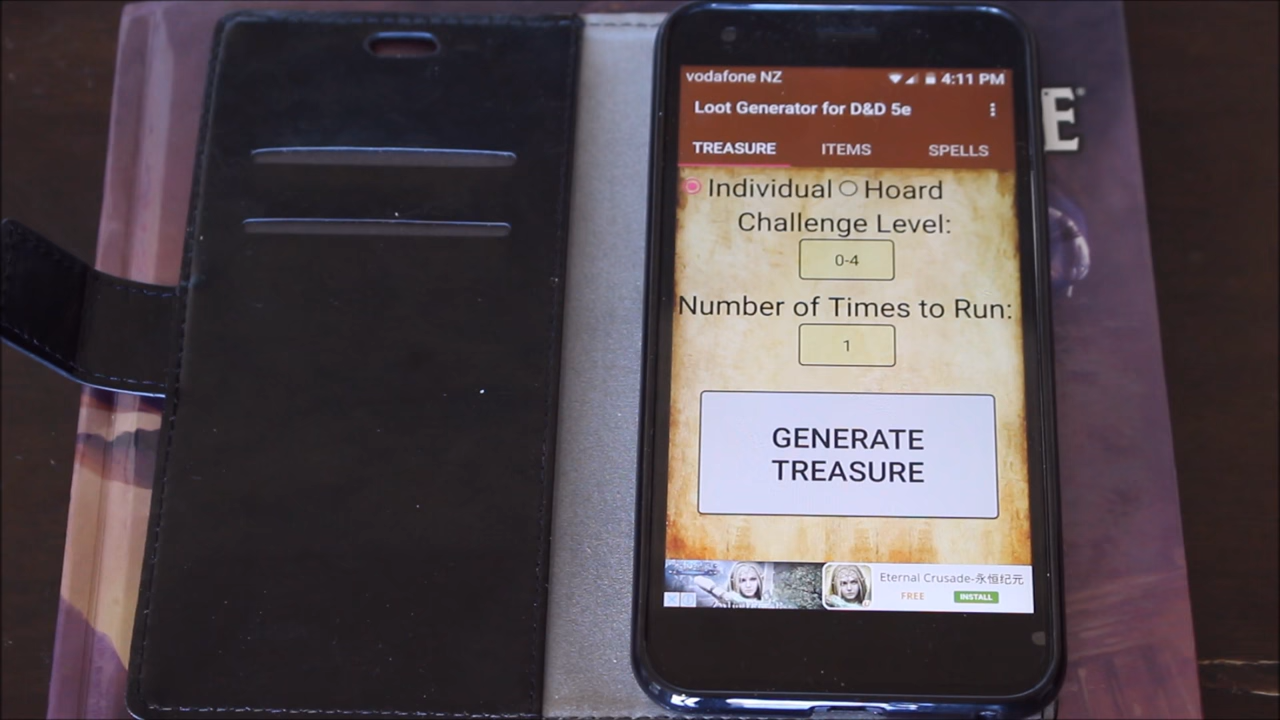 vodafone NZ 4:11 PM
Loot Generator for D&D 5e
TREASURE ITEMS SPELLS
Individual Hoard
Challenge Level:
0-4
Number of Times to Run:
1
GENERATE
TREASURE
Eternal Crusade-永恒纪元
FREE INSTALL
E